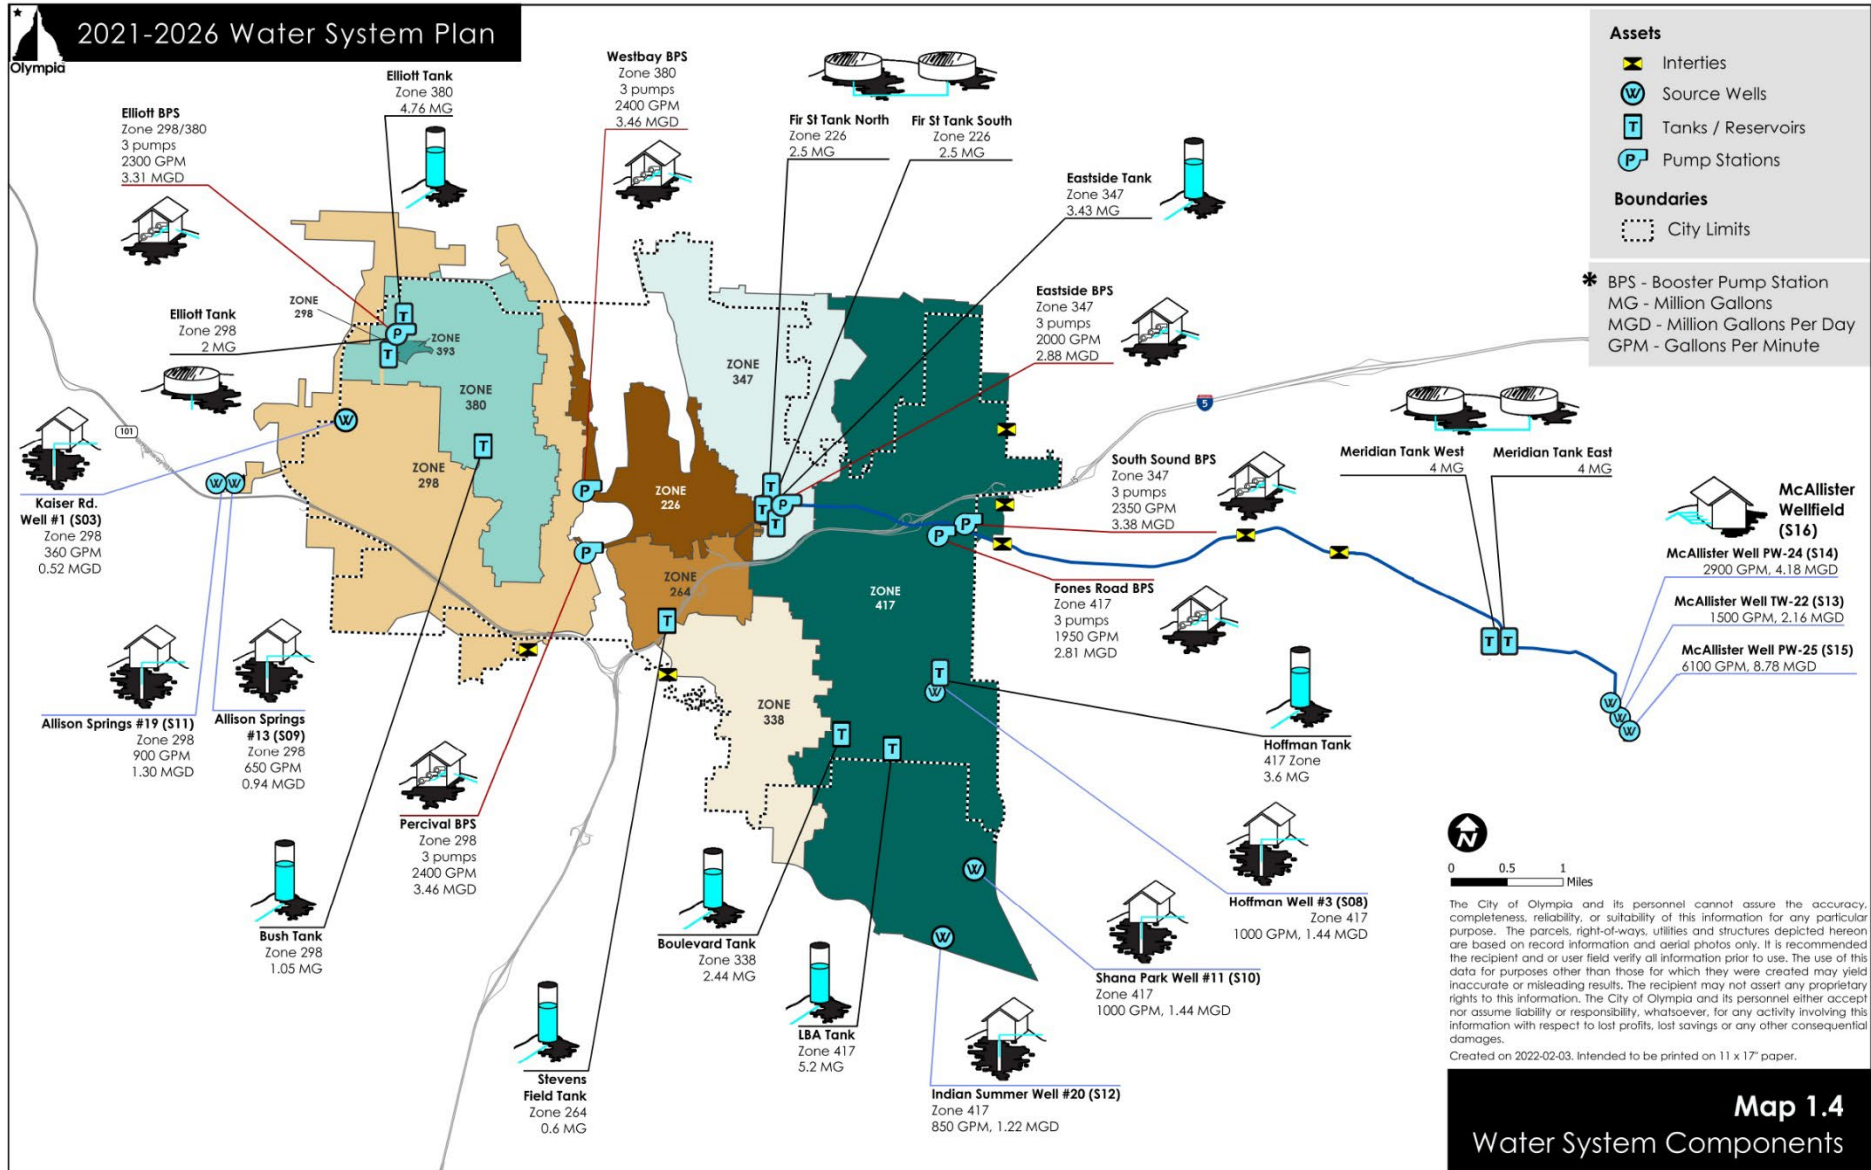 2021-2026 Water System Plan
Olympia
Elliott BPS
Zone 298/380
3 pumps
2300 GPM
3.31 MGD
Elliott Tank
Zone 380
4.76 MG
Westbay BPS
Zone 380
3 pumps
2400 GPM
3.46 MGD
Fir St Tank North
Zone 226
2.5 MG
Fir St Tank South
Zone 226
2.5 MG
Eastside Tank
Zone 347
3.43 MG
Eastside BPS
Zone 347
3 pumps
2000 GPM
2.88 MGD
Assets
Interties
W Source Wells
T Tanks / Reservoirs
P Pump Stations
Boundaries
City Limits
* BPS - Booster Pump Station
MG - Million Gallons
MGD - Million Gallons Per Day
GPM - Gallons Per Minute
Elliott Tank
Zone 298
2 MG
ZONE
298
T
P
T
ZONE
393
ZONE
380
T
ZONE
298
W
101
W W
ZONE
347
ZONE
226
P
P
ZONE
264
T
T
T P
T
5
P
P
ZONE
417
ZONE
338
T
W
T
T
W
W
T T
W
W
W
South Sound BPS
Zone 347
3 pumps
2350 GPM
3.38 MGD
Fones Road BPS
Zone 417
3 pumps
1950 GPM
2.81 MGD
Meridian Tank West
4 MG
Meridian Tank East
4 MG
McAllister
Wellfield
(S16)
McAllister Well PW-24 (S14)
2900 GPM, 4.18 MGD
McAllister Well TW-22 (S13)
1500 GPM, 2.16 MGD
McAllister Well PW-25 (S15)
6100 GPM, 8.78 MGD
Kaiser Rd.
Well #1 (S03)
Zone 298
360 GPM
0.52 MGD
Allison Springs #19 (S11)
Zone 298
900 GPM
1.30 MGD
Allison Springs
#13 (S09)
Zone 298
650 GPM
0.94 MGD
Percival BPS
Zone 298
3 pumps
2400 GPM
3.46 MGD
Bush Tank
Zone 298
1.05 MG
Stevens
Field Tank
Zone 264
0.6 MG
Boulevard Tank
Zone 338
2.44 MG
LBA Tank
Zone 417
5.2 MG
Hoffman Tank
417 Zone
3.6 MG
Hoffman Well #3 (S08)
Zone 417
1000 GPM, 1.44 MGD
Shana Park Well #11 (S10)
Zone 417
1000 GPM, 1.44 MGD
Indian Summer Well #20 (S12)
Zone 417
850 GPM, 1.22 MGD
N
0 0.5 1
Miles
The City of Olympia and its personnel cannot assure the accuracy,
completeness, reliability, or suitability of this information for any particular
purpose. The parcels, right-of-ways, utilities and structures depicted hereon
are based on record information and aerial photos only. It is recommended
the recipient and or user field verify all information prior to use. The use of this
data for purposes other than those for which they were created may yield
inaccurate or misleading results. The recipient may not assert any proprietary
rights to this information. The City of Olympia and its personnel either accept
nor assume liability or responsibility, whatsoever, for any activity involving this
information with respect to lost profits, lost savings or any other consequential
damages.
Created on 2022-02-03. Intended to be printed on 11 x 17" paper.
Map 1.4
Water System Components